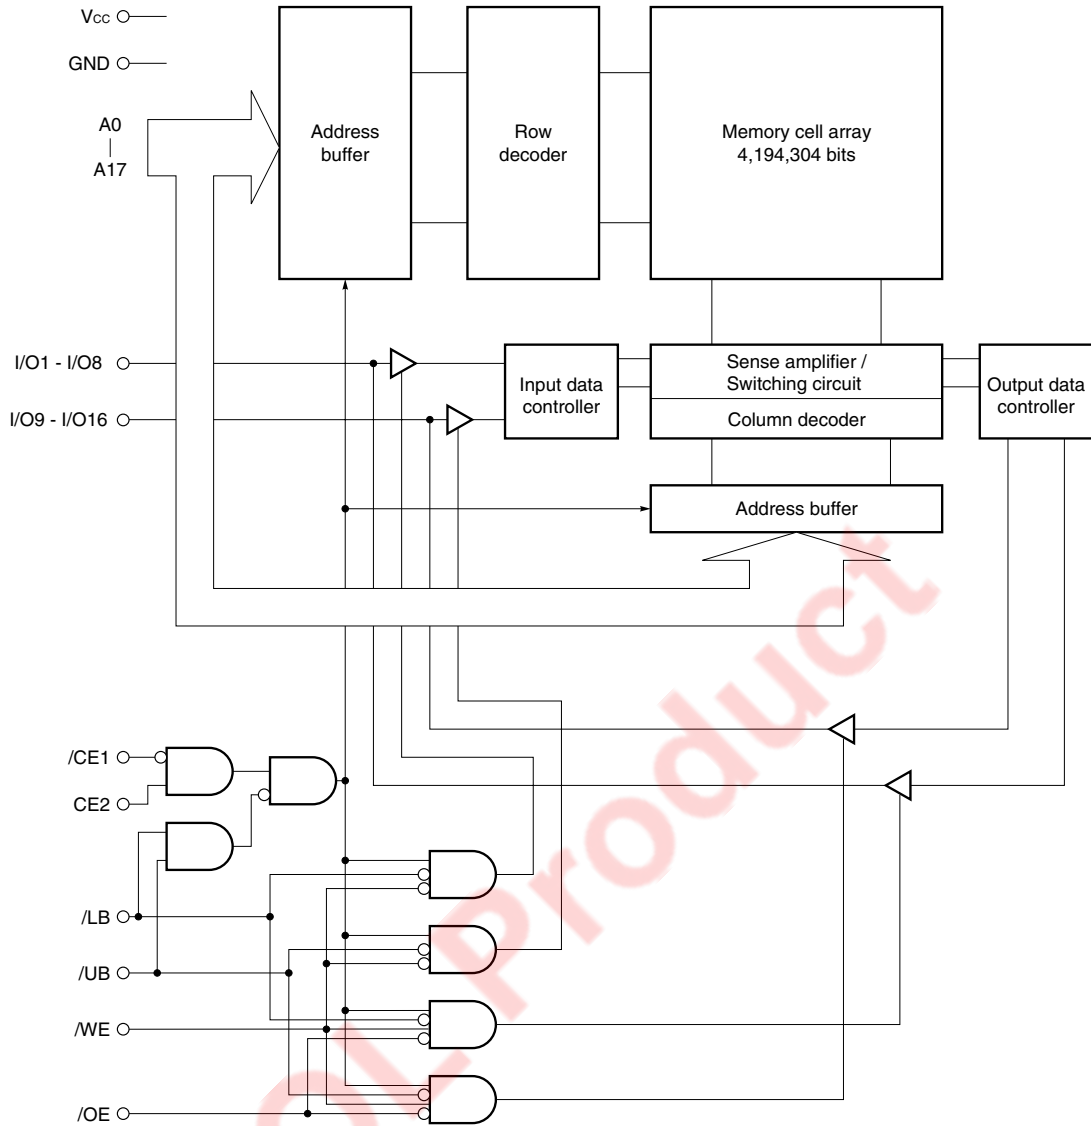 Vcc
GND
A0
A17
Address
buffer
Row
decoder
Memory cell array
4,194,304 bits
I/O1 - I/O8
I/O9 - I/O16
Input data
controller
Sense amplifier /
Switching circuit
Column decoder
Output data
controller
Address buffer
/CE1
CE2
/LB
/UB
/WE
/OE
OL Product